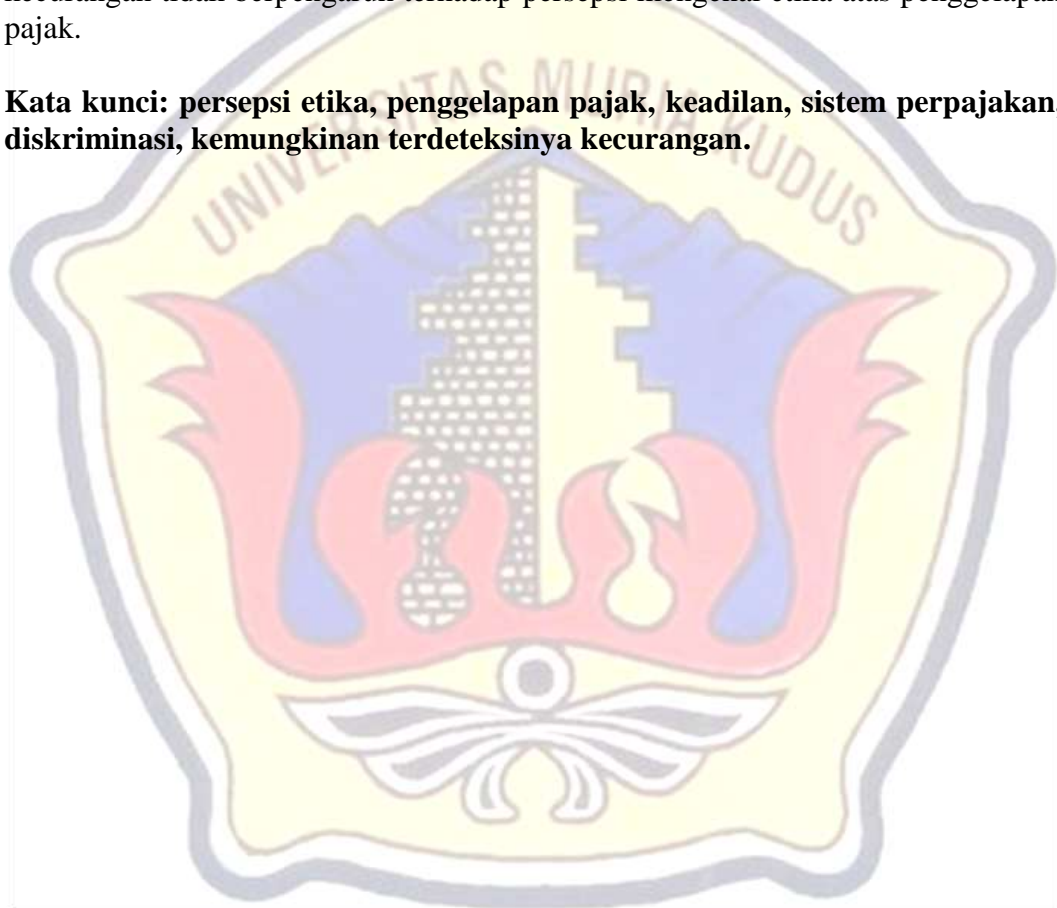 kecurangan tidak berpengaruh terhadap persepsi mengenai etika atas penggelapan
pajak.
Kata kunci: persepsi etika, penggelapan pajak, keadilan, sistem perpajakan,
diskriminasi, kemungkinan terdeteksinya kecurangan.
UNIVERSITAS MURIA KUDUS